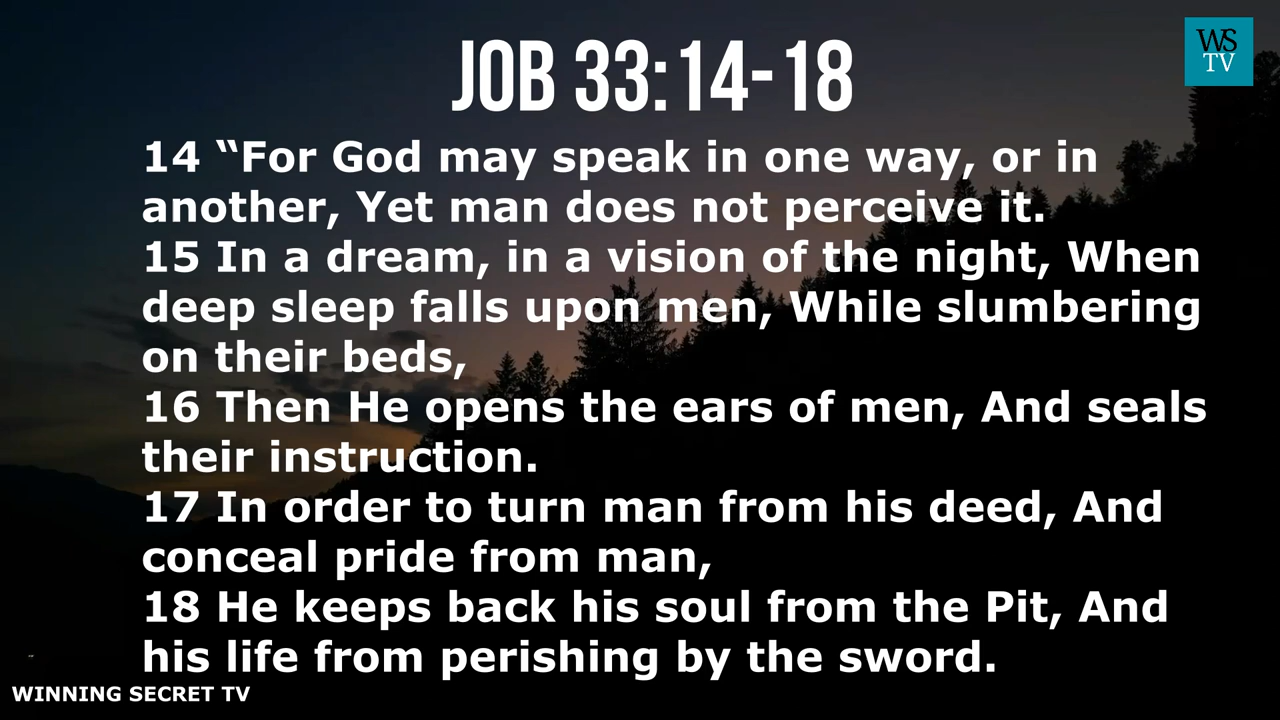 JOB 33:14-18
WS
TV
14 “For God may speak in one way, or in
another, Yet man does not perceive it.
15 In a dream, in a vision of the night, When
deep sleep falls upon men, While slumbering
on their beds,
16 Then He opens the ears of men, And seals
their instruction.
17 In order to turn man from his deed, And
conceal pride from man,
18 He keeps back his soul from the Pit, And
his life from perishing by the sword.
WINNING SECRET TV